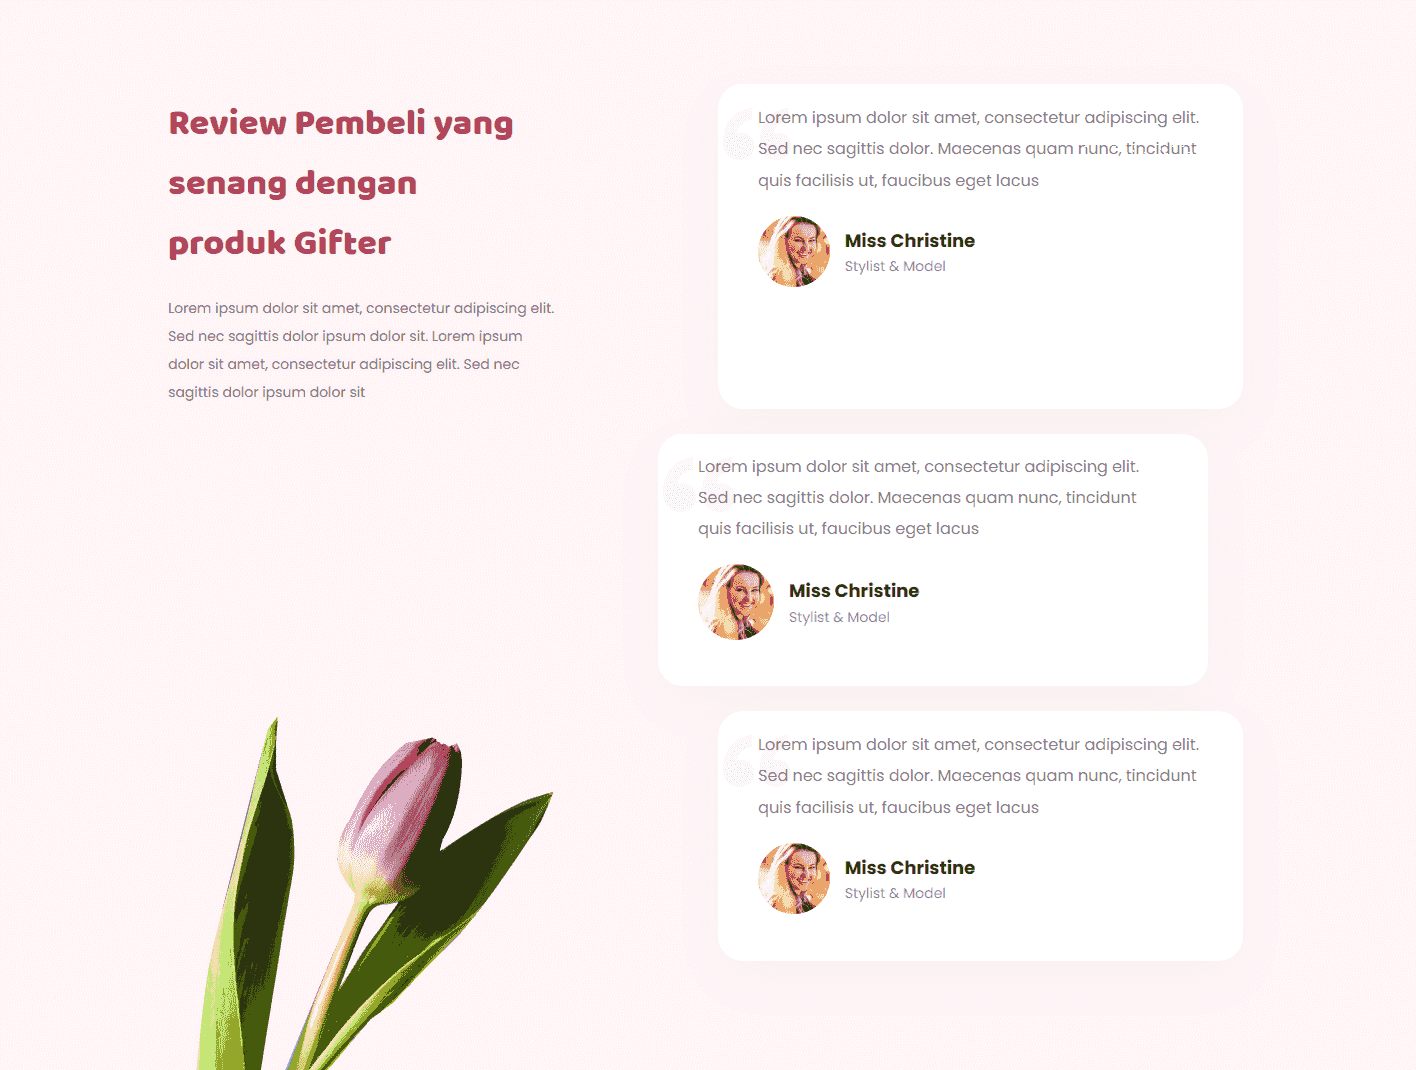 Review Pembeli yang
senang dengan
produk Gifter
Lorem ipsum dolor sit amet, consectetur adipiscing elit.
Sed nec sagittis dolor ipsum dolor sit. Lorem ipsum
dolor sit amet, consectetur adipiscing elit. Sed nec
sagittis dolor ipsum dolor sit
Lorem ipsum dolor sit amet, consectetur adipiscing elit.
Sed nec sagittis dolor. Maecenas quam nunc, tincidunt
quis facilisis ut, faucibus eget lacus
Miss Christine
Stylist & Model
Lorem ipsum dolor sit amet, consectetur adipiscing elit.
Sed nec sagittis dolor. Maecenas quam nunc, tincidunt
quis facilisis ut, faucibus eget lacus
Miss Christine
Stylist & Model
Lorem ipsum dolor sit amet, consectetur adipiscing elit.
Sed nec sagittis dolor. Maecenas quam nunc, tincidunt
quis facilisis ut, faucibus eget lacus
Miss Christine
Stylist & Model